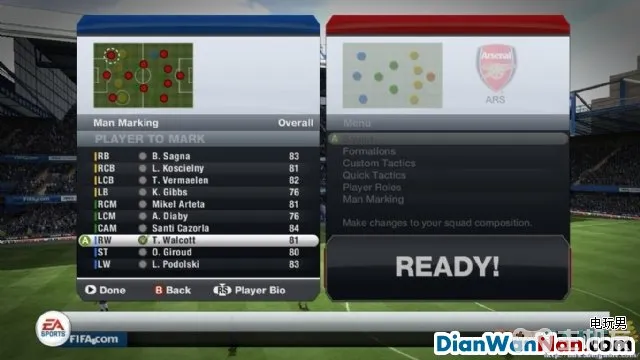 Man Marking Overall
PLAYER TO MARK
RB B. Sagna 83
RCB L. Koscielny 81
LCB T. Vermaelen 82
LB K. Gibbs 76
RCM Mikel Arteta 81
LCM A. Diaby 76
CAM Santi Cazorla 84
A RW T. Walcott 81
ST O. Giroud 80
LW L. Podolski 83
Done B Back RS Player Bio
Arsenal
ARS
Menu
A
Formations
Custom Tactics
Quick Tactics
Player Roles
Man Marking
Make changes to your squad composition.
READY!
EA
SPORTS
FIFA.com
电玩男
DianWanNan.com